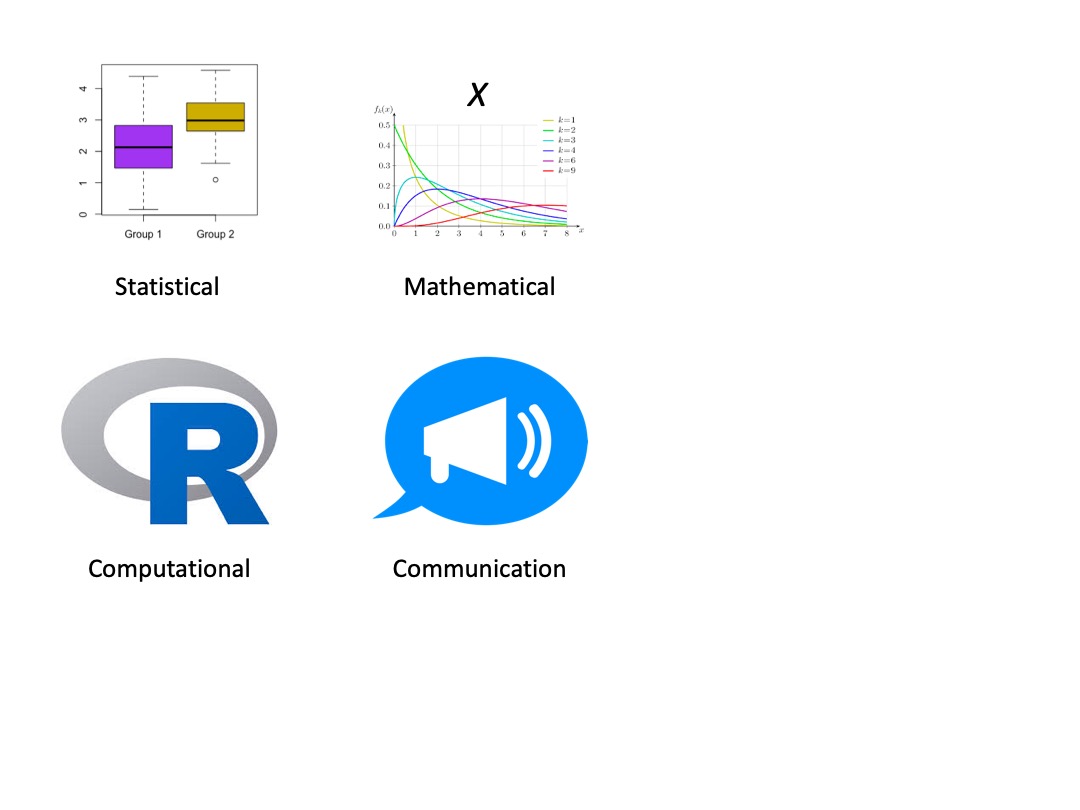 4
3
2
1
0
Group 1 Group 2
Statistical
X
fₖ(x)
0.5
0.4
0.3
0.2
0.1
0.0
0 1 2 3 4 5 6 7 8 x
k=1
k=2
k=3
k=4
k=6
k=9
Mathematical
R
Computational
Communication